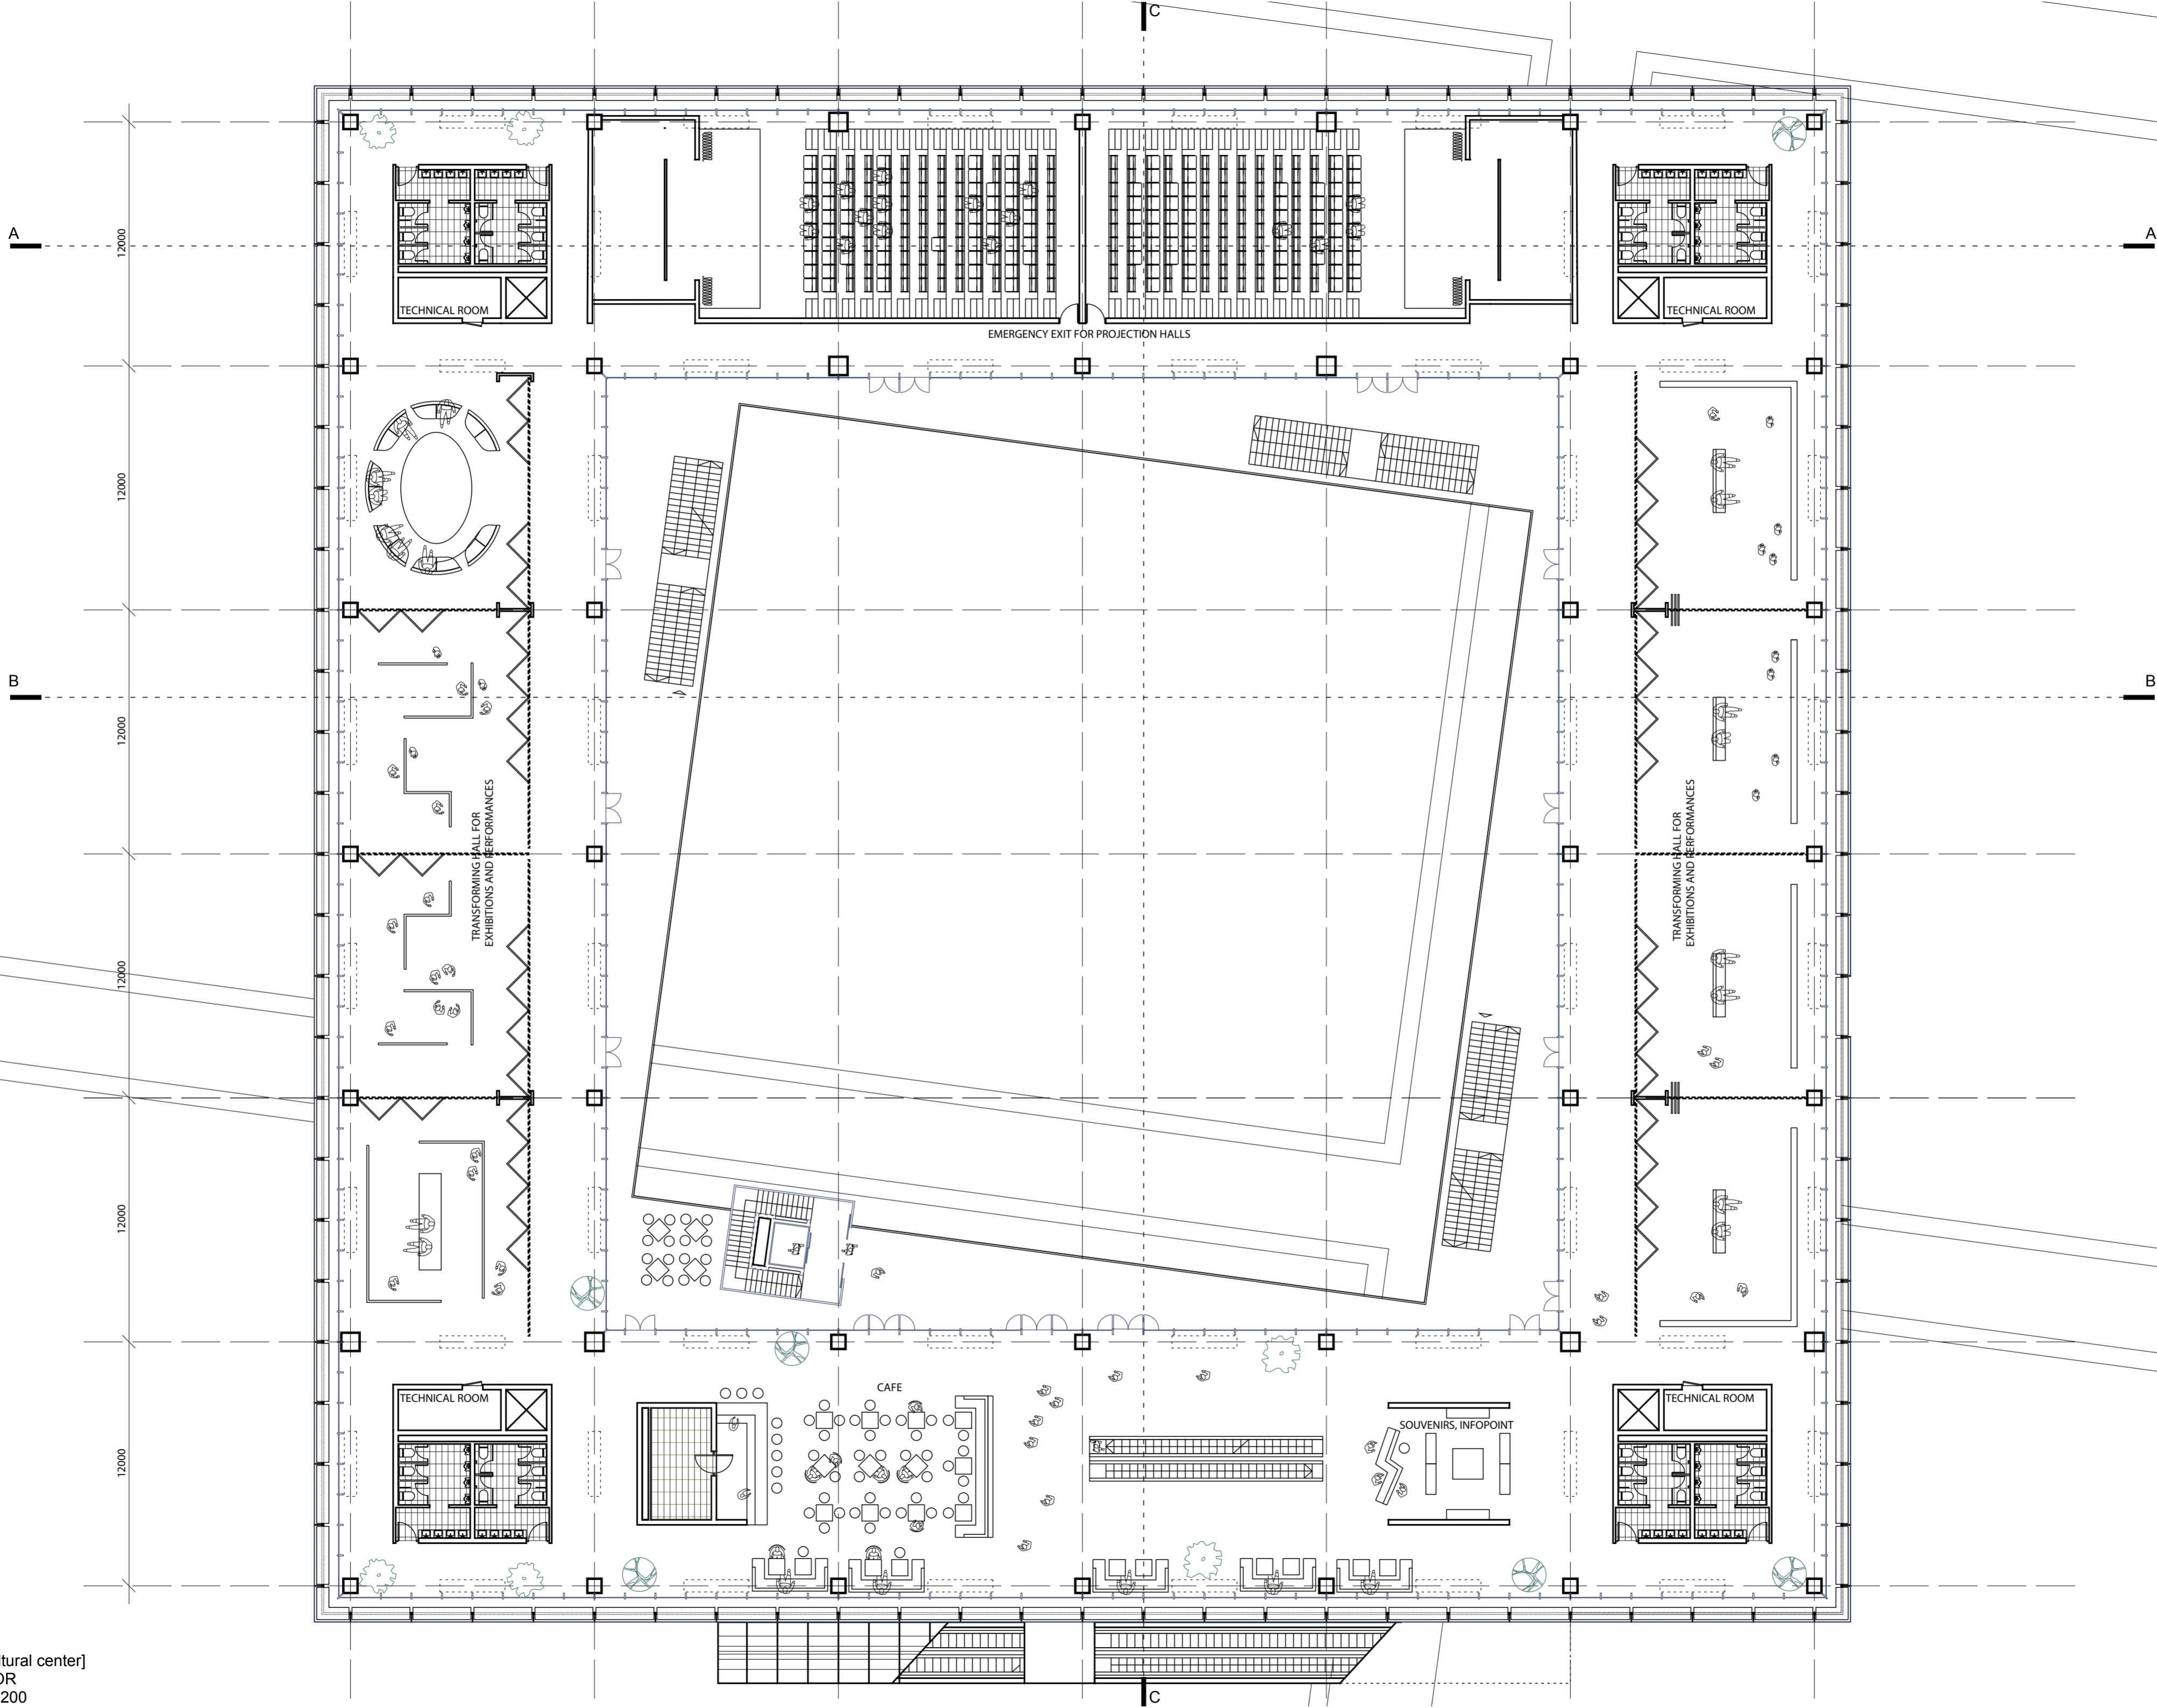 C
A
A
12000
TECHNICAL ROOM
TECHNICAL ROOM
EMERGENCY EXIT FOR PROJECTION HALLS
12000
B
B
12000
TRANSFORMING HALL FOR
EXHIBITIONS AND PERFORMANCES
TRANSFORMING HALL FOR
EXHIBITIONS AND PERFORMANCES
12000
12000
TECHNICAL ROOM
CAFE
TECHNICAL ROOM
SOUVENIRS, INFOPOINT
12000
tural center]
OR
200
C